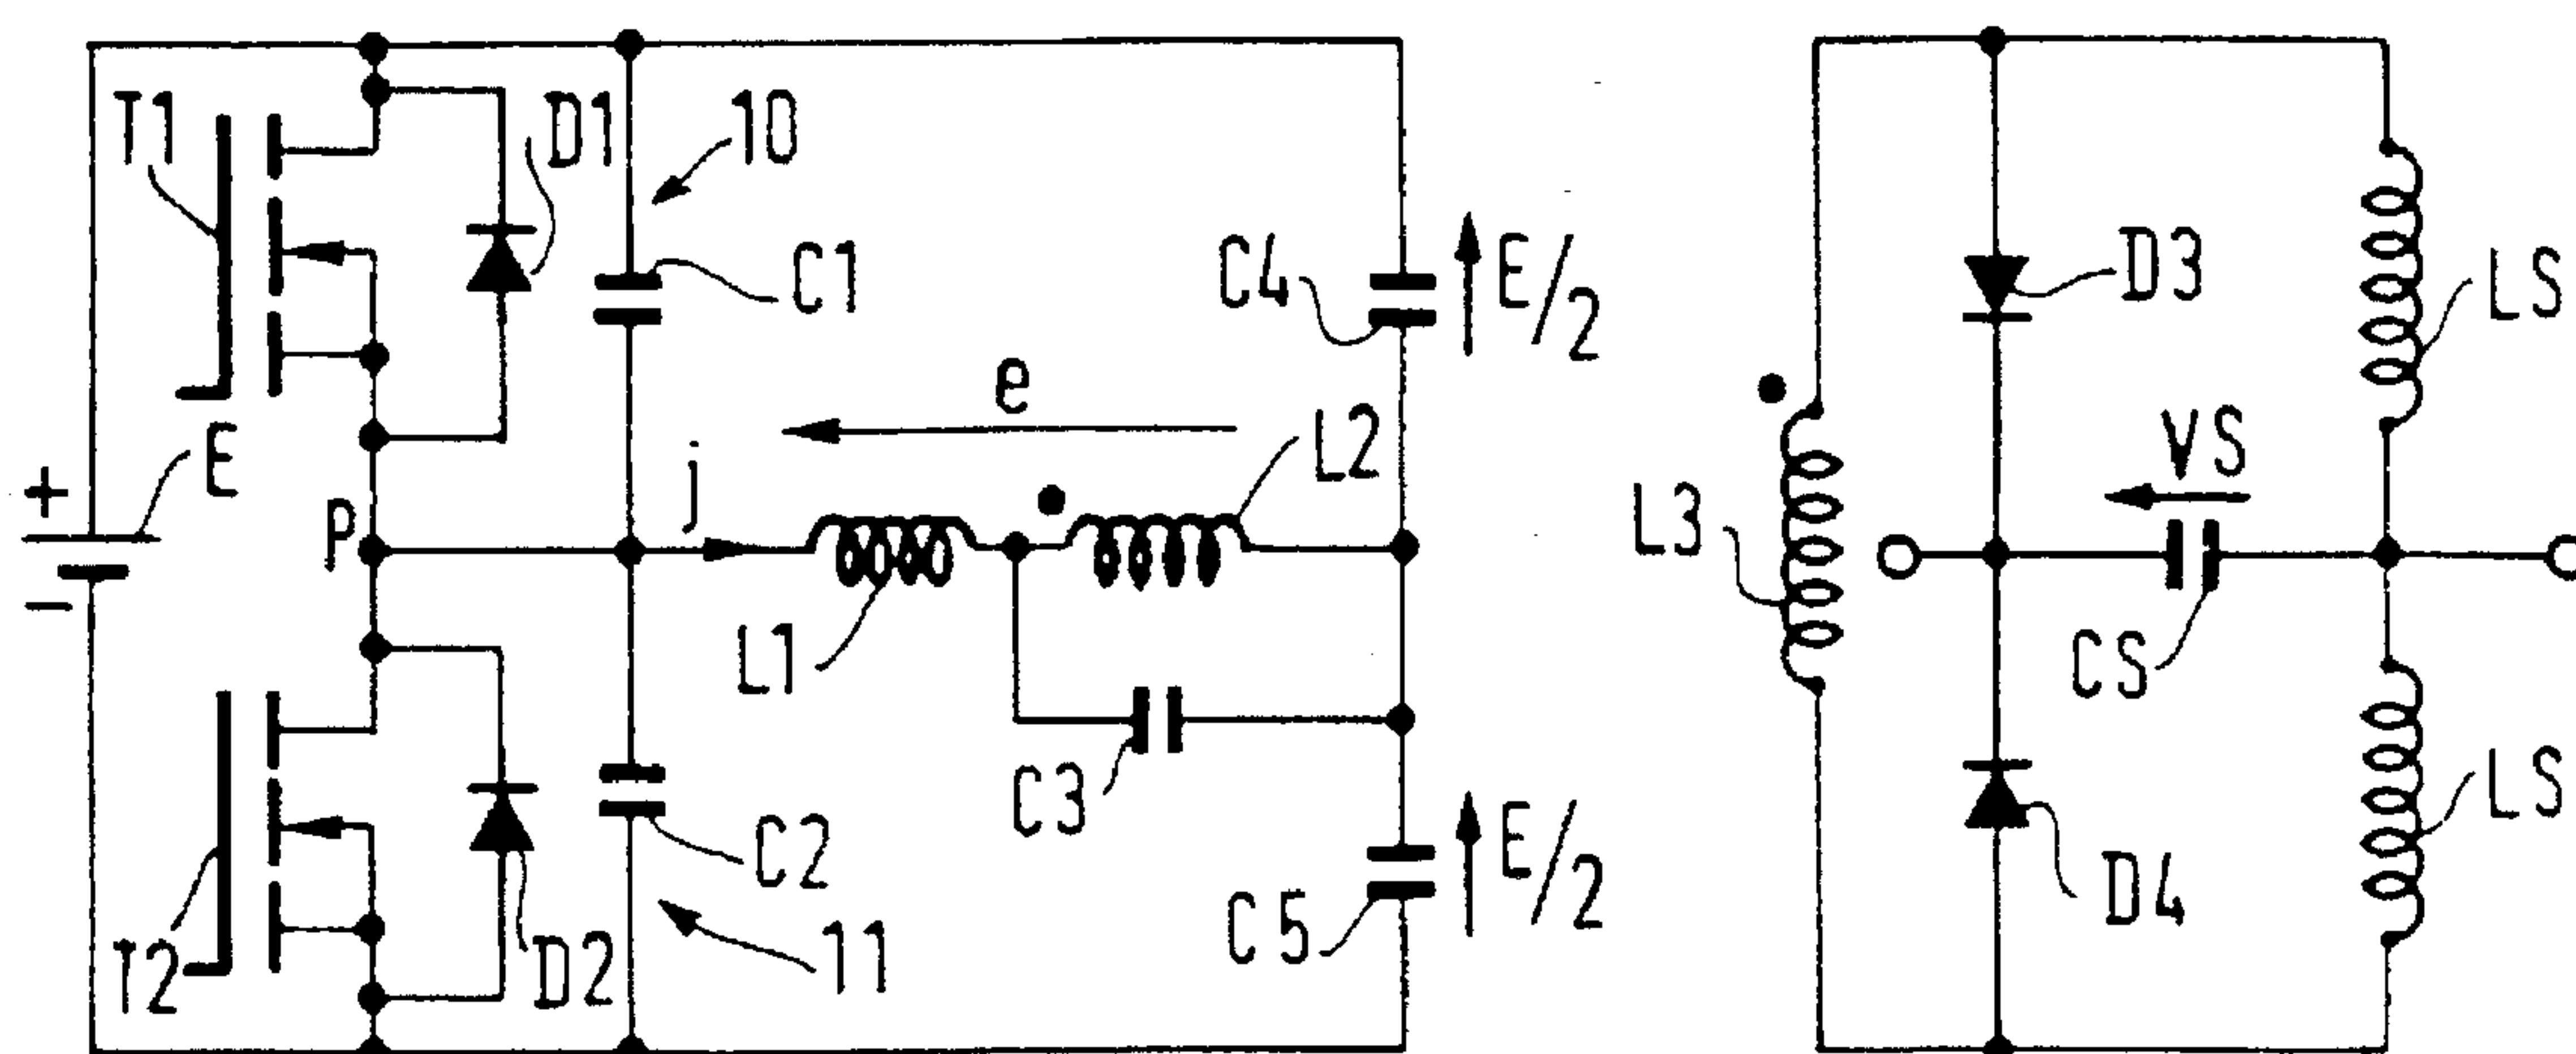 T1
D1
10
C1
C4
E/2
D3
LS
e
L2
+
E
P
j
L3
VS
L1
C3
CS
−
T2
D2
C2
11
C5
E/2
D4
LS